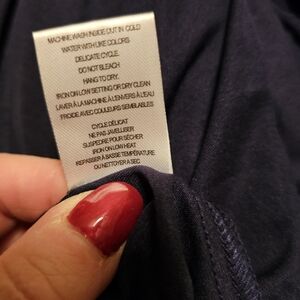 MACHINE WASH INSIDE OUT IN COLD
WATER WITH LIKE COLORS
DELICATE CYCLE.
DO NOT BLEACH
HANG TO DRY.
IRON ON LOW SETTING OR DRY CLEAN
LAVER À LA MACHINE À L'ENVERS À L'EAU
FROIDE AVEC COULEURS SEMBLABLES
CYCLE DÉLICAT
NE PAS JAVELLISER
SUSPENDRE POUR SÉCHER
IRON ON LOW HEAT
REPASSER À BASSE TEMPÉRATURE
OU NETTOYER À SEC